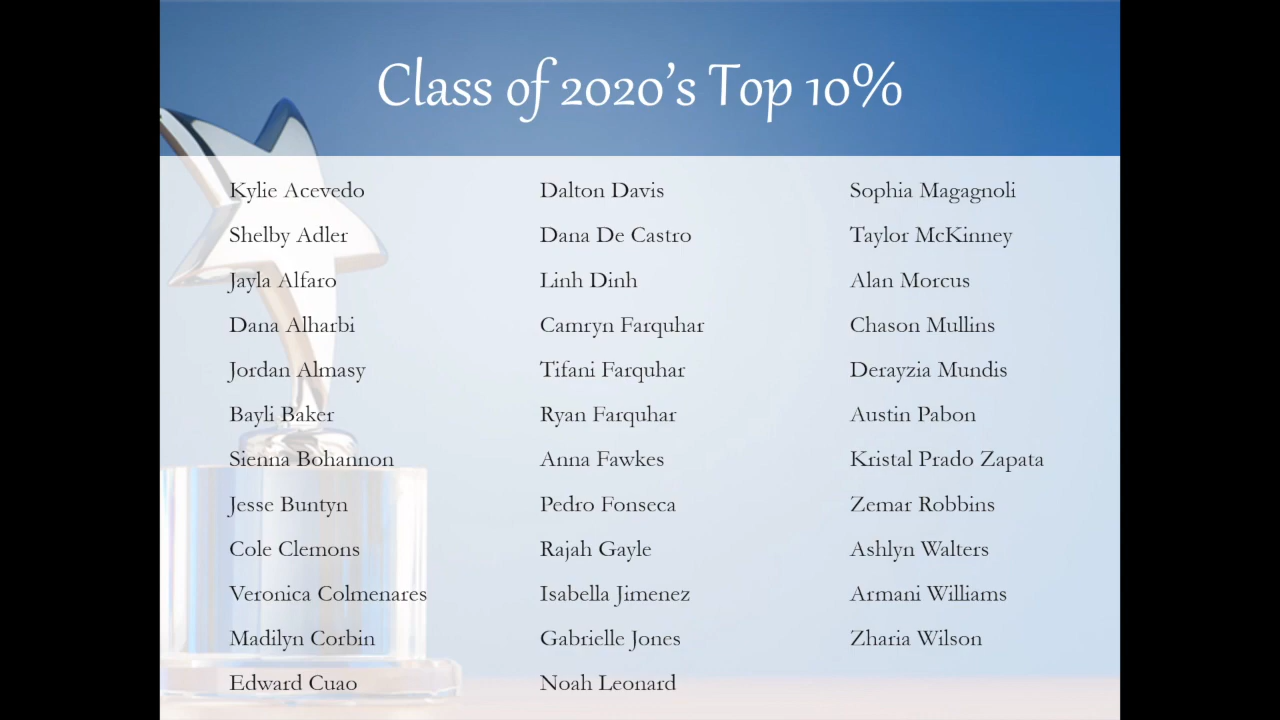 Class of 2020's Top 10%
Kylie Acevedo
Shelby Adler
Jayla Alfaro
Dana Alharbi
Jordan Almasy
Bayli Baker
Sienna Bohannon
Jesse Buntyn
Cole Clemons
Veronica Colmenares
Madilyn Corbin
Edward Cuao
Dalton Davis
Dana De Castro
Linh Dinh
Camryn Farquhar
Tifani Farquhar
Ryan Farquhar
Anna Fawkes
Pedro Fonseca
Rajah Gayle
Isabella Jimenez
Gabrielle Jones
Noah Leonard
Sophia Magagnoli
Taylor McKinney
Alan Morcus
Chason Mullins
Derayzia Mundis
Austin Pabon
Kristal Prado Zapata
Zemar Robbins
Ashlyn Walters
Armani Williams
Zharia Wilson